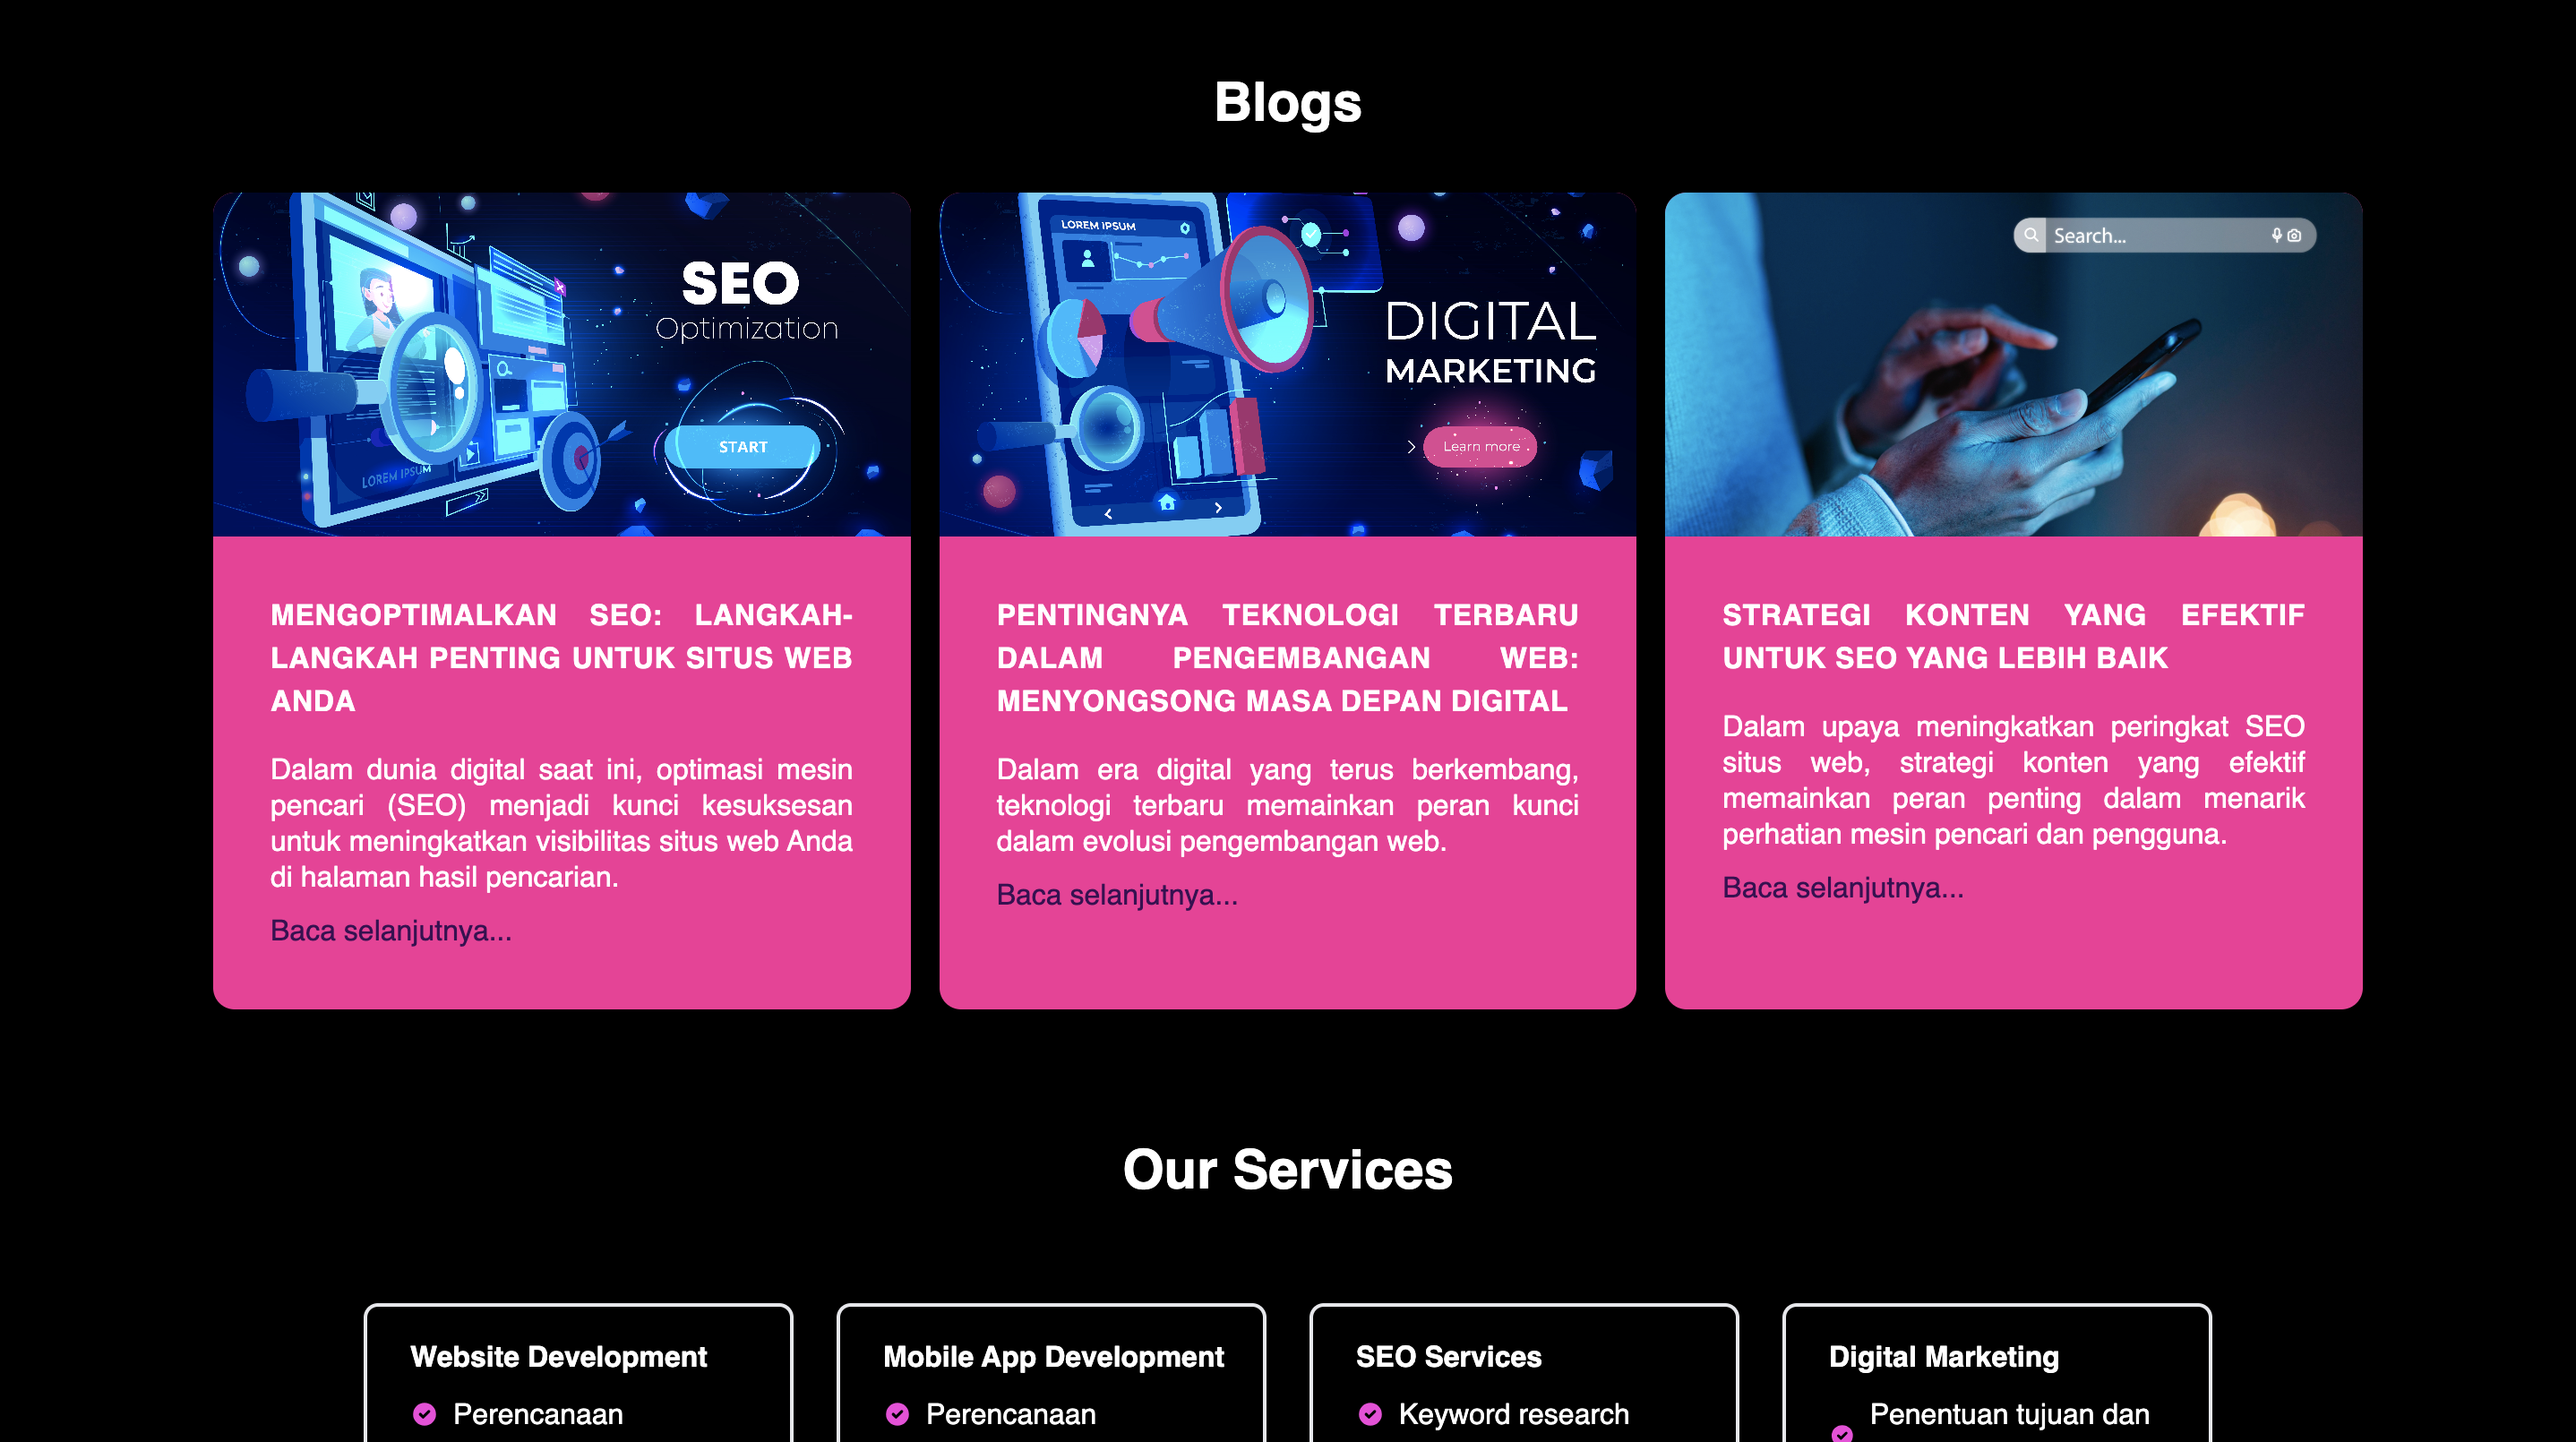 Blogs
LOREM IPSUM
SEO
Optimization
START
LOREM IPSUM
DIGITAL
MARKETING
Learn more
Search...
MENGOPTIMALKAN SEO: LANGKAH-
LANGKAH PENTING UNTUK SITUS WEB
ANDA
Dalam dunia digital saat ini, optimasi mesin
pencari (SEO) menjadi kunci kesuksesan
untuk meningkatkan visibilitas situs web Anda
di halaman hasil pencarian.
Baca selanjutnya...
PENTINGNYA TEKNOLOGI TERBARU
DALAM PENGEMBANGAN WEB:
MENYONGSONG MASA DEPAN DIGITAL
Dalam era digital yang terus berkembang,
teknologi terbaru memainkan peran kunci
dalam evolusi pengembangan web.
Baca selanjutnya...
STRATEGI KONTEN YANG EFEKTIF
UNTUK SEO YANG LEBIH BAIK
Dalam upaya meningkatkan peringkat SEO
situs web, strategi konten yang efektif
memainkan peran penting dalam menarik
perhatian mesin pencari dan pengguna.
Baca selanjutnya...
Our Services
Website Development
Perencanaan
Mobile App Development
Perencanaan
SEO Services
Keyword research
Digital Marketing
Penentuan tujuan dan